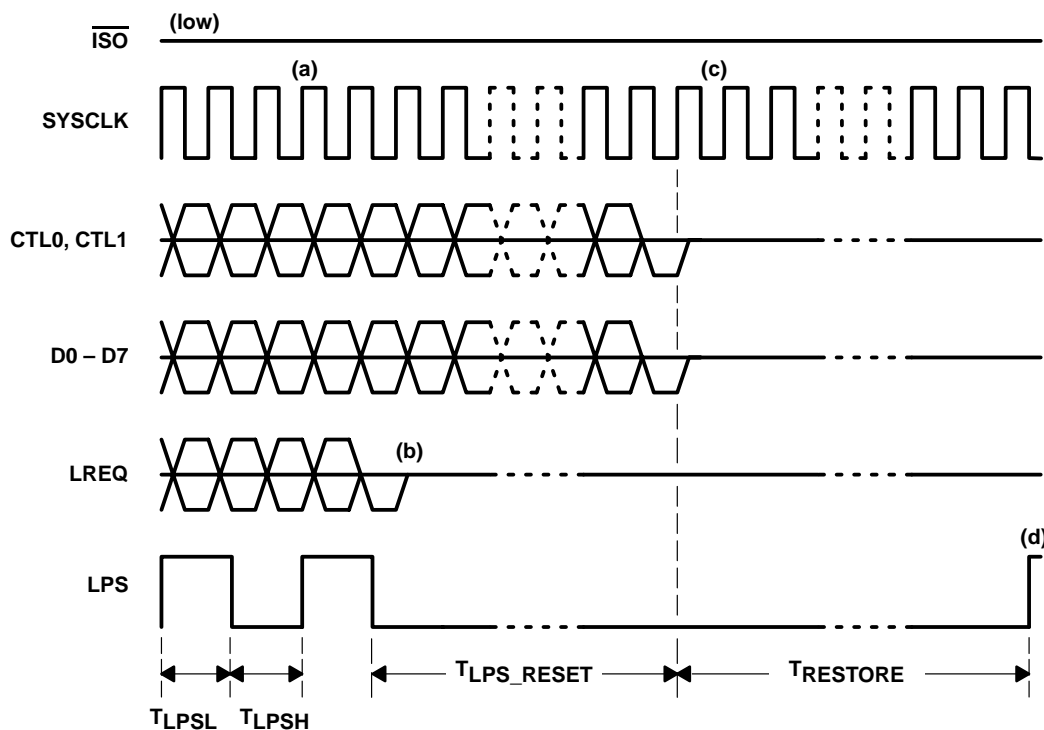 (low)
ISO
(a)
(c)
SYSCLK
CTL0, CTL1
D0 – D7
(b)
LREQ
(d)
LPS
TLPS_RESET
TRESTORE
TLPSL
TLPSH